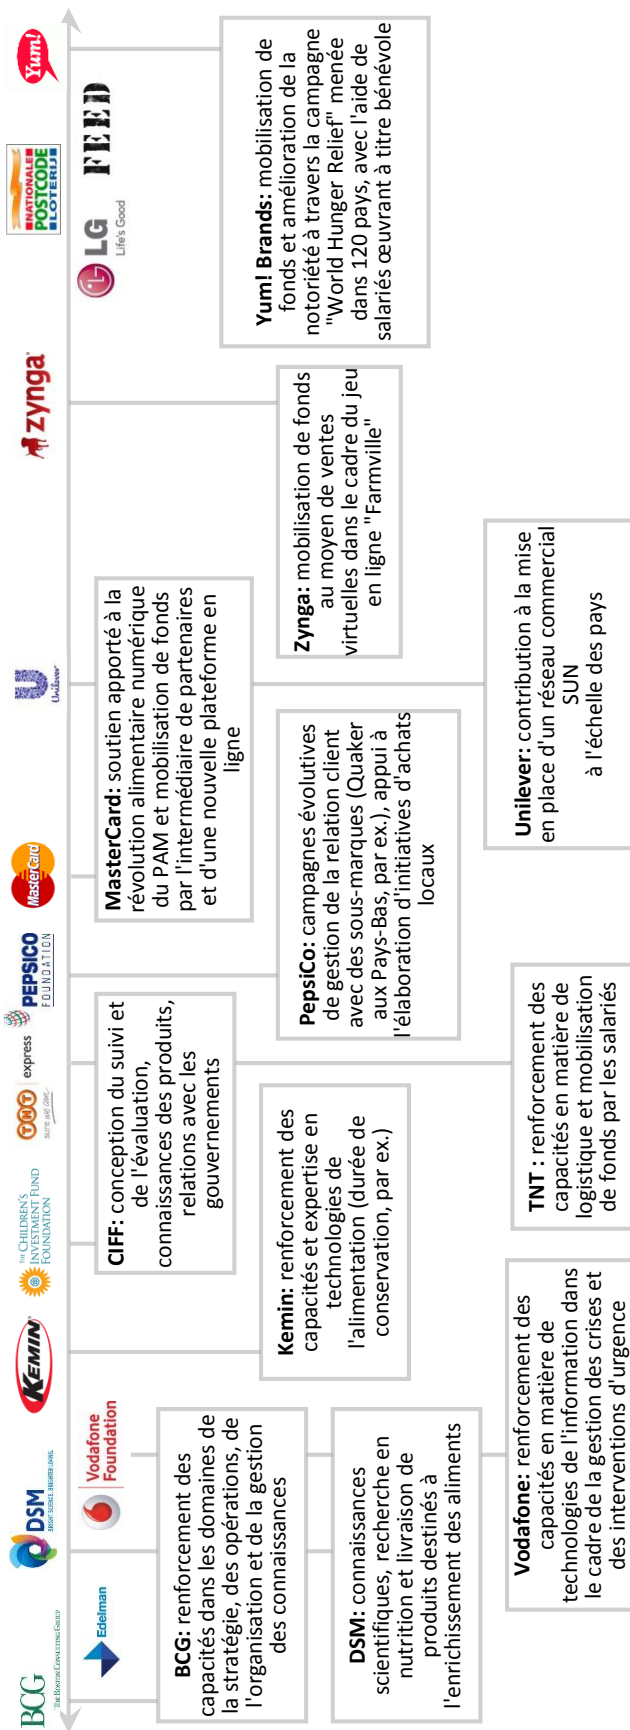 BCG
THE BOSTON CONSULTING GROUP
DSM
BRIGHT SCIENCE. BRIGHTER LIVING.
KEMIN
THE CHILDREN'S
INVESTMENT FUND
FOUNDATION
TNT express
sure we can
PEPSICO
FOUNDATION
MasterCard
Unilever
zynga
NATIONALE
POSTCODE
LOTERIJ
Yum!
Edelman
Vodafone
Foundation
LG
Life's Good
FEED
BCG: renforcement des
capacités dans les domaines de
la stratégie, des opérations, de
l'organisation et de la gestion
des connaissances
DSM: connaissances
scientifiques, recherche en
nutrition et livraison de
produits destinés à
l'enrichissement des aliments
Vodafone: renforcement des
capacités en matière de
technologies de l'information dans
le cadre de la gestion des crises et
des interventions d'urgence
Kemin: renforcement des
capacités et expertise en
technologies de
l'alimentation (durée de
conservation, par ex.)
CIFF: conception du suivi et
de l'évaluation,
connaissances des produits,
relations avec les
gouvernements
TNT : renforcement des
capacités en matière de
logistique et mobilisation
de fonds par les salariés
PepsiCo: campagnes évolutives
de gestion de la relation client
avec des sous-marques (Quaker
aux Pays-Bas, par ex.), appui à
l'élaboration d'initiatives d'achats
locaux
MasterCard: soutien apporté à la
révolution alimentaire numérique
du PAM et mobilisation de fonds
par l'intermédiaire de partenaires
et d'une nouvelle plateforme en
ligne
Unilever: contribution à la mise
en place d'un réseau commercial
SUN
à l'échelle des pays
Zynga: mobilisation de fonds
au moyen de ventes
virtuelles dans le cadre du jeu
en ligne "Farmville"
Yum! Brands: mobilisation de
fonds et amélioration de la
notoriété à travers la campagne
"World Hunger Relief" menée
dans 120 pays, avec l'aide de
salariés œuvrant à titre bénévole